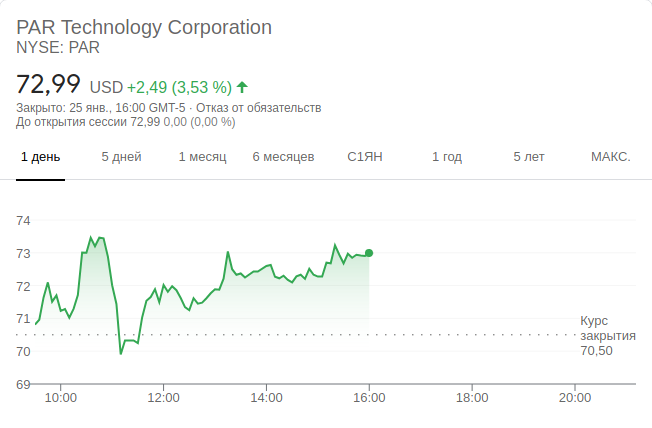 PAR Technology Corporation
NYSE: PAR
72,99 USD +2,49 (3,53 %)
Закрыто: 25 янв., 16:00 GMT-5 · Отказ от обязательств
До открытия сессии 72,99 0,00 (0,00 %)
1 день 5 дней 1 месяц 6 месяцев С1ЯН 1 год 5 лет МАКС.
74
73
72
71
Курс
закрытия
70,50
70
69
10:00 12:00 14:00 16:00 18:00 20:00